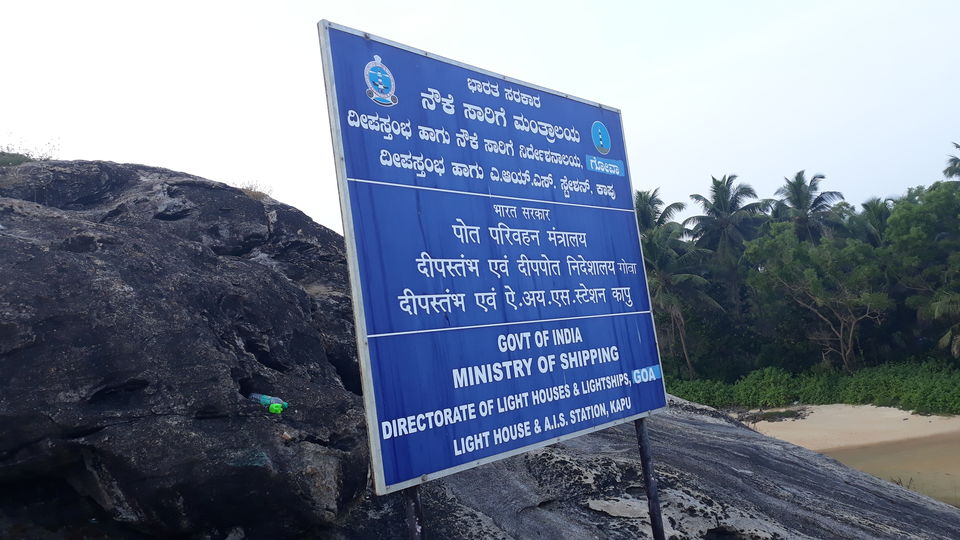 ಭಾರತ ಸರಕಾರ
ನೌಕೆ ಸಾರಿಗೆ ಮಂತ್ರಾಲಯ
ದೀಪಸ್ತಂಭ ಹಾಗು ನೌಕೆ ಸಾರಿಗೆ ನಿರ್ದೇಶನಾಲಯ, ಗೋವಾ
ದೀಪಸ್ತಂಭ ಹಾಗು ಎ.ಆಯ್.ಎಸ್. ಸ್ಟೇಶನ್. ಕಾಪು
भारत सरकार
पोत परिवहन मंत्रालय
दीपस्तंभ एवं दीपपोत निदेशालय गोवा
दीपस्तंभ एवं ऐ.अय.एस.स्टेशन कापु
GOVT OF INDIA
MINISTRY OF SHIPPING
DIRECTORATE OF LIGHT HOUSES & LIGHTSHIPS, GOA
LIGHT HOUSE & A.I.S. STATION, KAPU